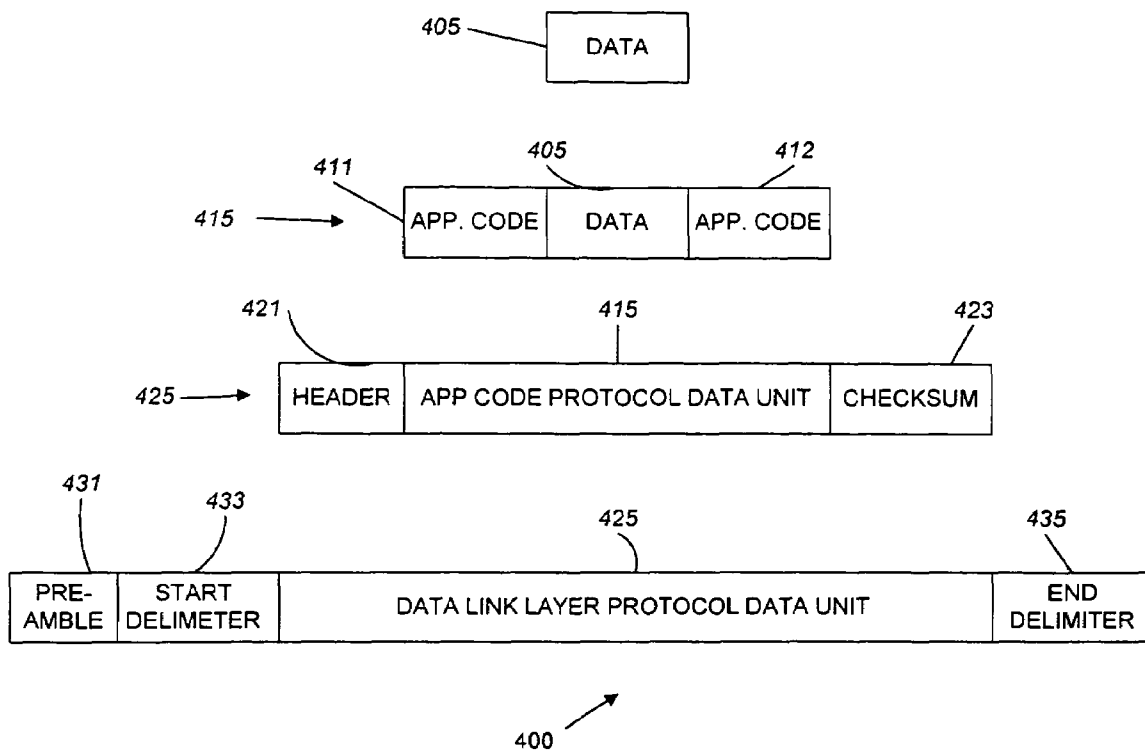 405
DATA
405
412
411
415
APP. CODE
DATA
APP. CODE
421
415
423
425
HEADER
APP CODE PROTOCOL DATA UNIT
CHECKSUM
431
433
425
435
PRE-
AMBLE
START
DELIMETER
DATA LINK LAYER PROTOCOL DATA UNIT
END
DELIMITER
400